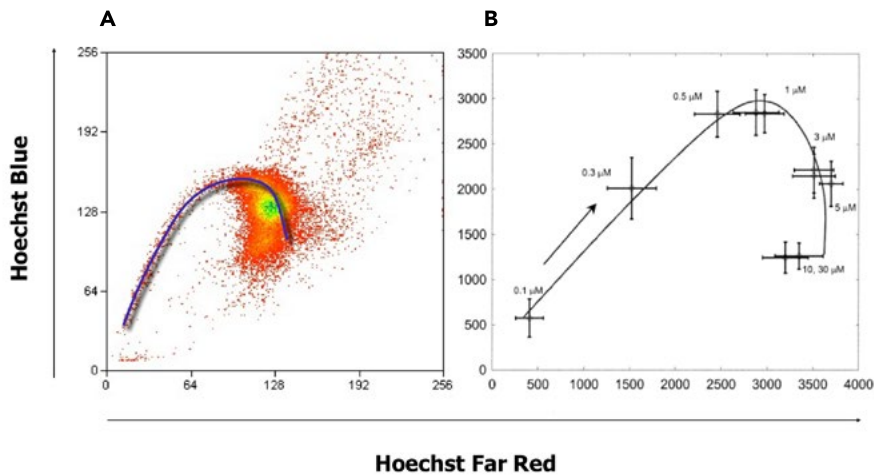 A
B
Hoechst Blue
256
192
128
64
0
0
64
128
192
256
3500
3000
2500
2000
1500
1000
500
0
0
500
1000
1500
2000
2500
3000
3500
4000
0.1 µM
0.3 µM
0.5 µM
1 µM
3 µM
5 µM
10, 30 µM
Hoechst Far Red